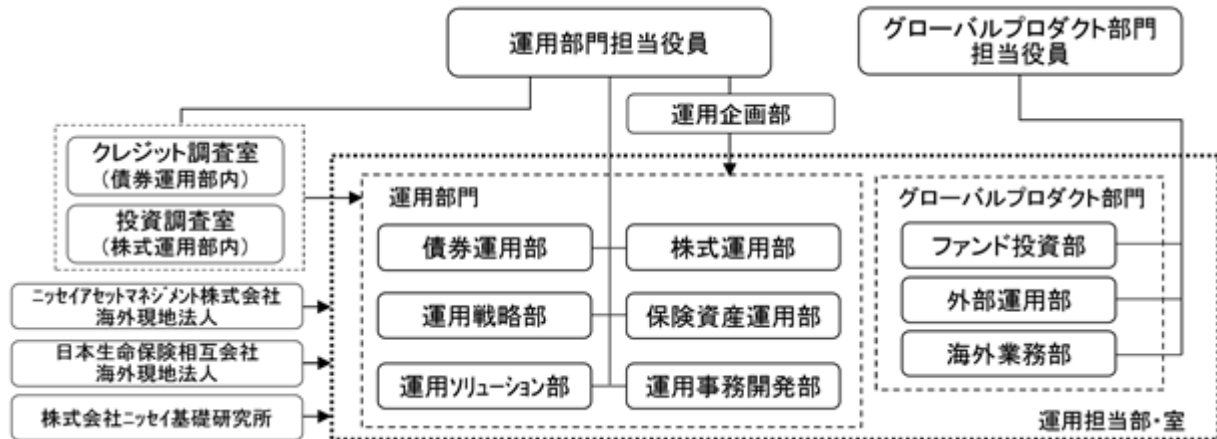 運用部門担当役員
グローバルプロダクト部門
担当役員
運用企画部
クレジット調査室
(債券運用部内)
投資調査室
(株式運用部内)
ニッセイアセットマネジメント株式会社
海外現地法人
日本生命保険相互会社
海外現地法人
株式会社ニッセイ基礎研究所
運用部門
債券運用部
株式運用部
運用戦略部
保険資産運用部
運用ソリューション部
運用事務開発部
グローバルプロダクト部門
ファンド投資部
外部運用部
海外業務部
運用担当部・室